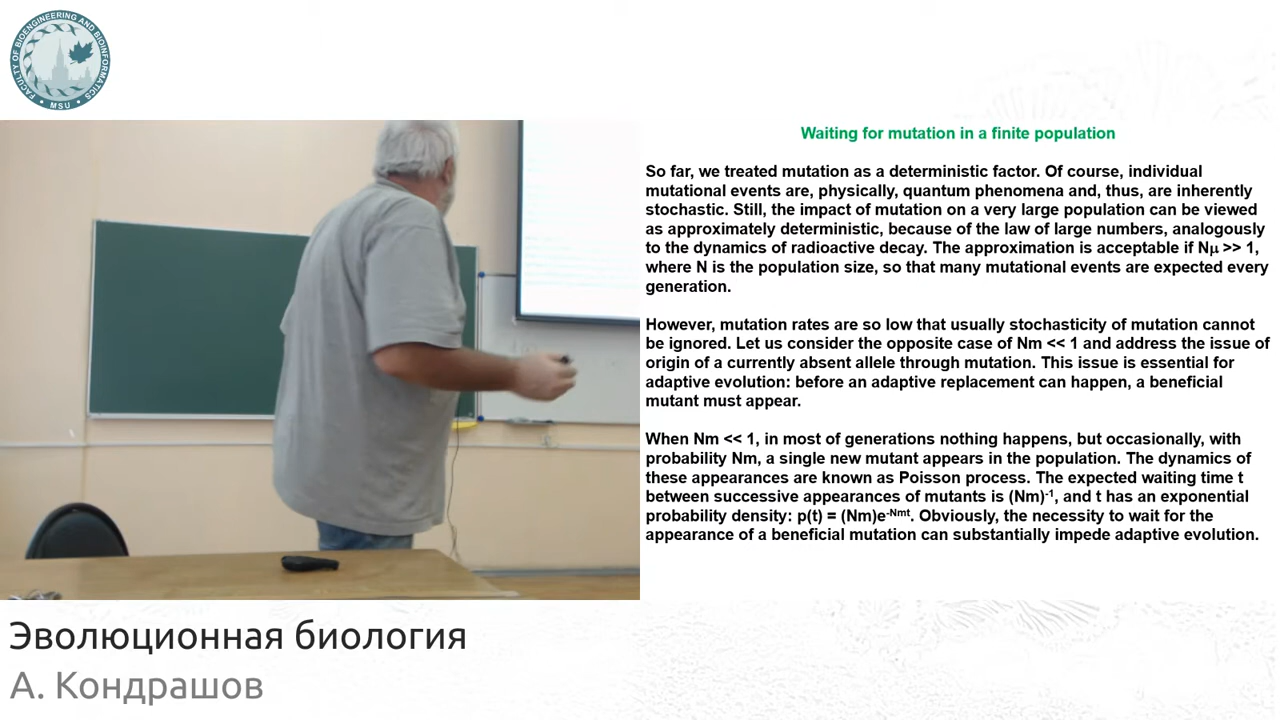 FACULTY OF BIOENGINEERING AND BIOINFORMATICS
• MSU •
Waiting for mutation in a finite population
So far, we treated mutation as a deterministic factor. Of course, individual
mutational events are, physically, quantum phenomena and, thus, are inherently
stochastic. Still, the impact of mutation on a very large population can be viewed
as approximately deterministic, because of the law of large numbers, analogously
to the dynamics of radioactive decay. The approximation is acceptable if Nμ >> 1,
where N is the population size, so that many mutational events are expected every
generation.
However, mutation rates are so low that usually stochasticity of mutation cannot
be ignored. Let us consider the opposite case of Nm << 1 and address the issue of
origin of a currently absent allele through mutation. This issue is essential for
adaptive evolution: before an adaptive replacement can happen, a beneficial
mutant must appear.
When Nm << 1, in most of generations nothing happens, but occasionally, with
probability Nm, a single new mutant appears in the population. The dynamics of
these appearances are known as Poisson process. The expected waiting time t
between successive appearances of mutants is (Nm)⁻¹, and t has an exponential
probability density: p(t) = (Nm)e⁻ᴺᵐᵗ. Obviously, the necessity to wait for the
appearance of a beneficial mutation can substantially impede adaptive evolution.
Эволюционная биология
А. Кондрашов